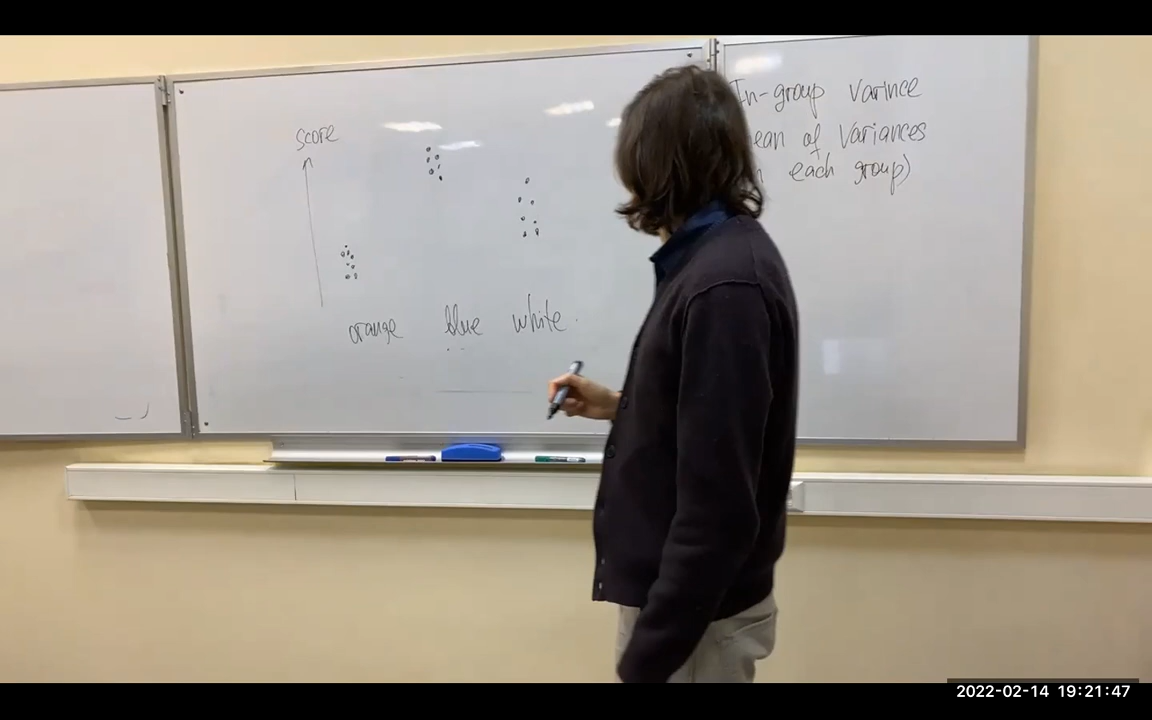 score
orange blue white
In-group Varince
ean of Variances
each group)
2022-02-14 19:21:47